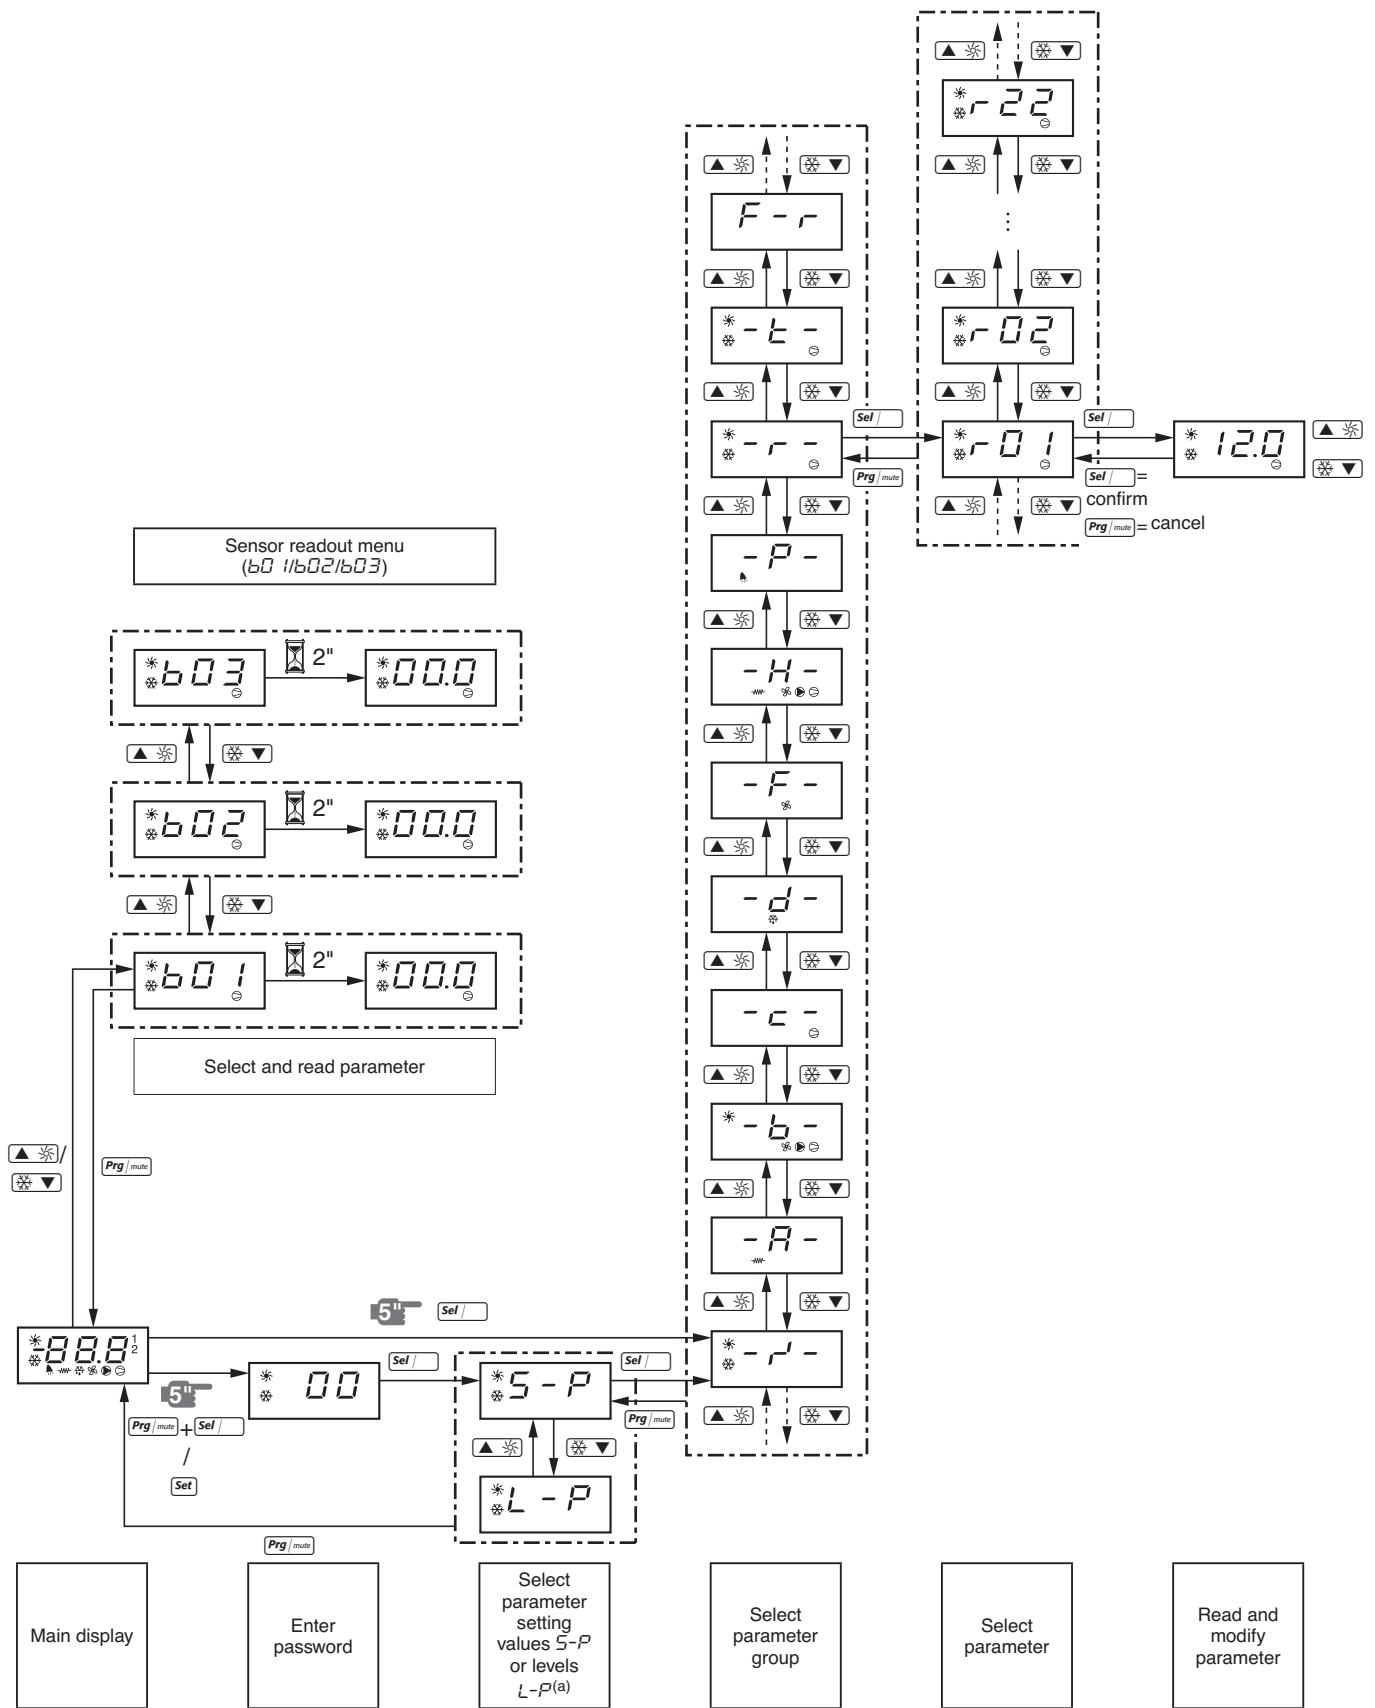 r22
F-r
-t-
r02
-r-
Sel
r01
Sel
12.0
Prg/mute
Sel =
confirm
Prg/mute = cancel
-P-
Sensor readout menu
(b01/b02/b03)
b03
2"
00.0
-H-
b02
2"
00.0
-F-
-d-
b01
2"
00.0
-c-
Select and read parameter
-b-
/
Prg/mute
-A-
5"
Sel
-88.8 1 2
5"
00
Sel
S-P
Sel
-r-
Prg/mute
Prg/mute + Sel
/
Set
L-P
Prg/mute
Main display
Enter
password
Select
parameter
setting
values S-P
or levels
L-P(a)
Select
parameter
group
Select
parameter
Read and
modify
parameter